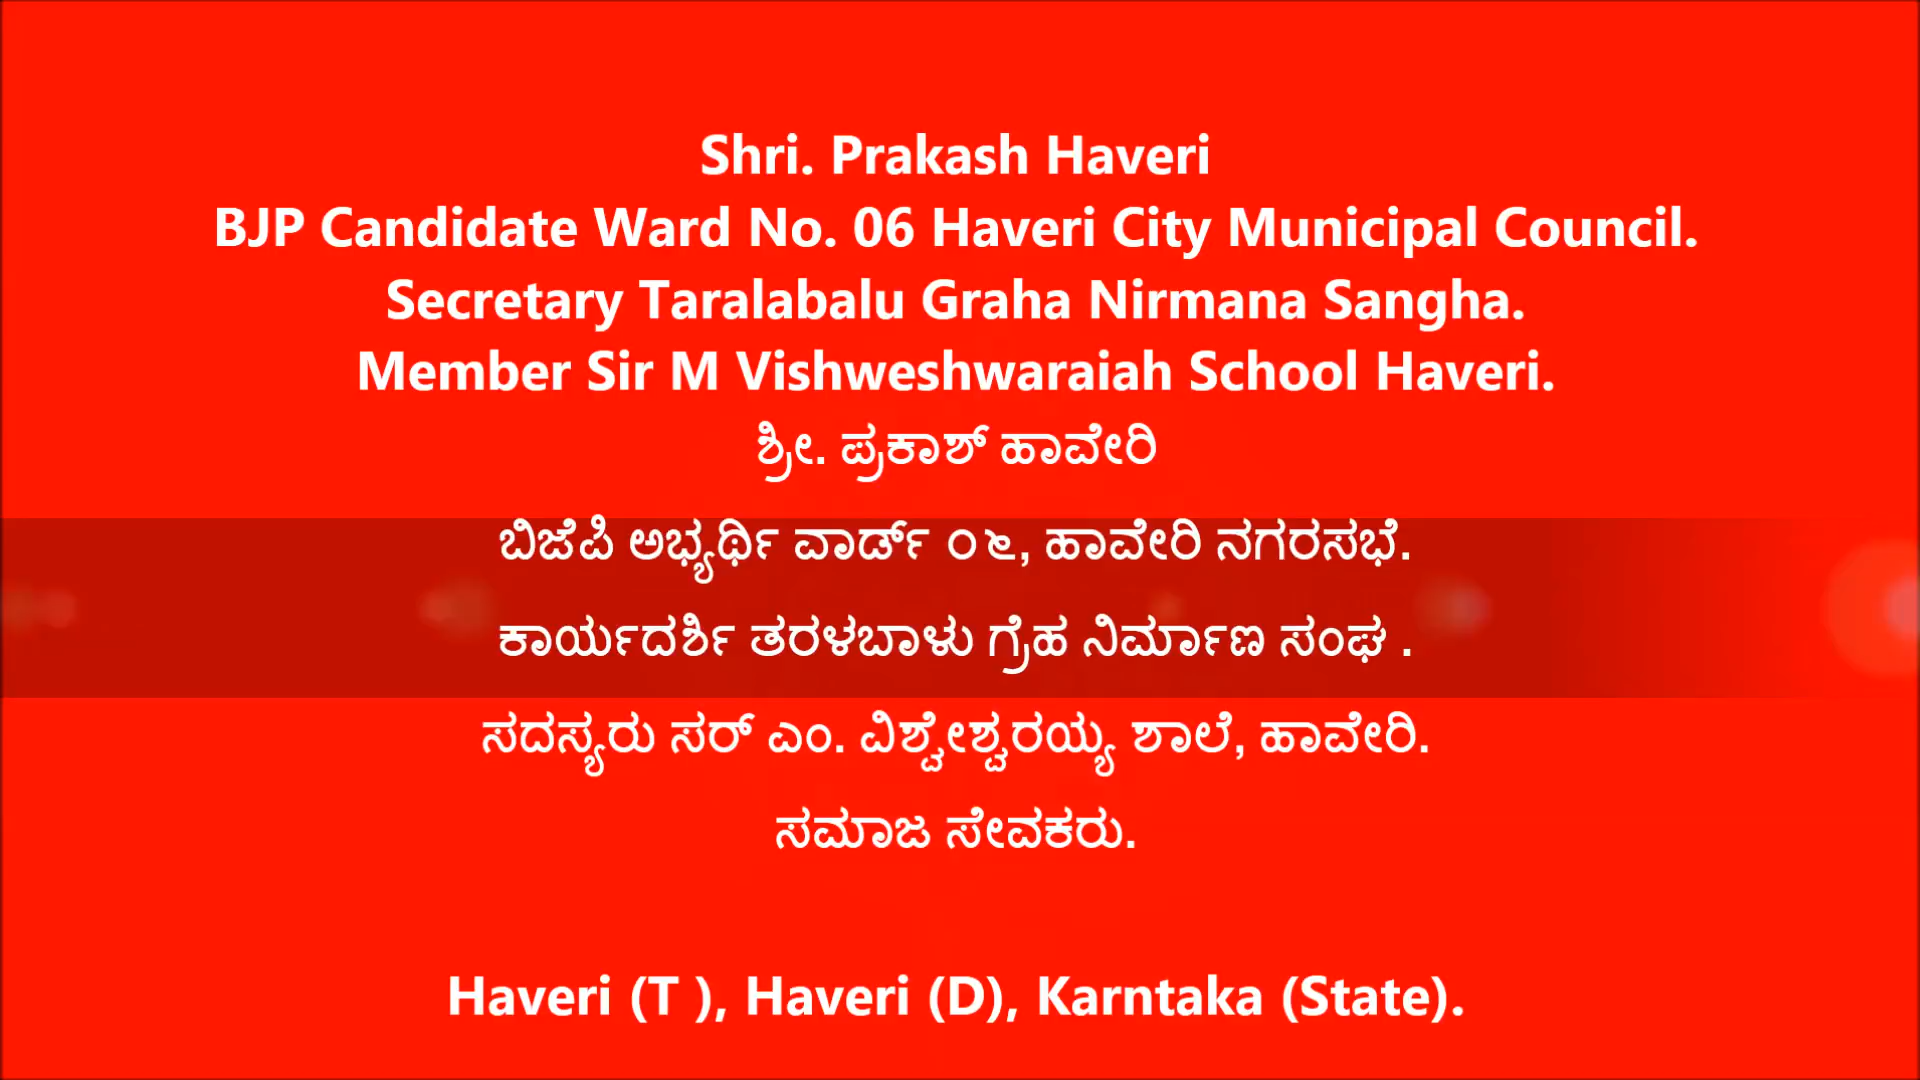 Shri. Prakash Haveri
BJP Candidate Ward No. 06 Haveri City Municipal Council.
Secretary Taralabalu Graha Nirmana Sangha.
Member Sir M Vishweshwaraiah School Haveri.
ಶ್ರೀ. ಪ್ರಕಾಶ್ ಹಾವೇರಿ
ಬಿಜೆಪಿ ಅಭ್ಯರ್ಥಿ ವಾರ್ಡ್ ೦೬, ಹಾವೇರಿ ನಗರಸಭೆ.
ಕಾರ್ಯದರ್ಶಿ ತರಳಬಾಳು ಗ್ರೆಹ ನಿರ್ಮಾಣ ಸಂಘ .
ಸದಸ್ಯರು ಸರ್ ಎಂ. ವಿಶ್ವೇಶ್ವರಯ್ಯ ಶಾಲೆ, ಹಾವೇರಿ.
ಸಮಾಜ ಸೇವಕರು.
Haveri (T ), Haveri (D), Karntaka (State).